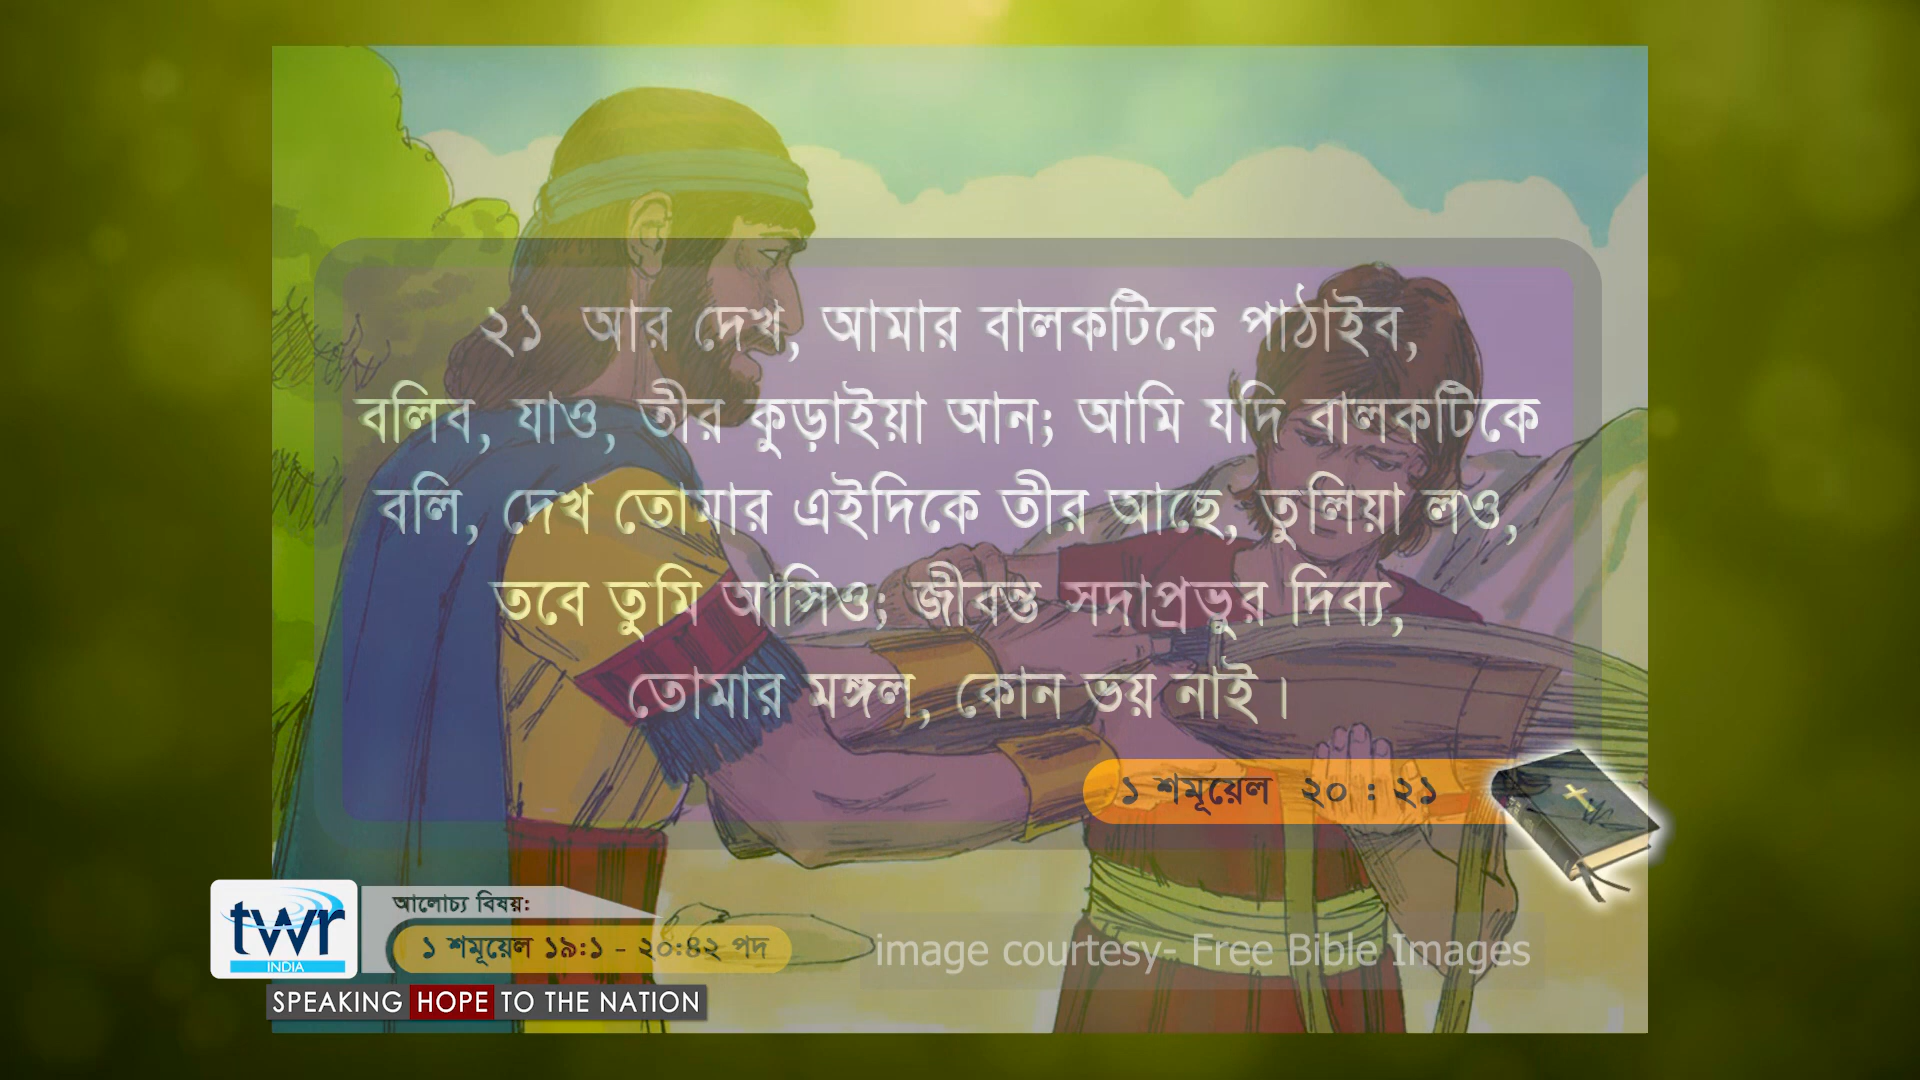 ২১ আর দেখ, আমার বালকটিকে পাঠাইব,
বলিব, যাও, তীর কুড়াইয়া আন; আমি যদি বালকটিকে
বলি, দেখ তোমার এইদিকে তীর আছে, তুলিয়া লও,
তবে তুমি আসিও; জীবন্ত সদাপ্রভুর দিব্য,
তোমার মঙ্গল, কোন ভয় নাই।
১ শমূয়েল ২০ : ২১
twr
INDIA
আলোচ্য বিষয়:
১ শমূয়েল ১৯:১ - ২০:৪২ পদ
image courtesy- Free Bible Images
SPEAKING HOPE TO THE NATION